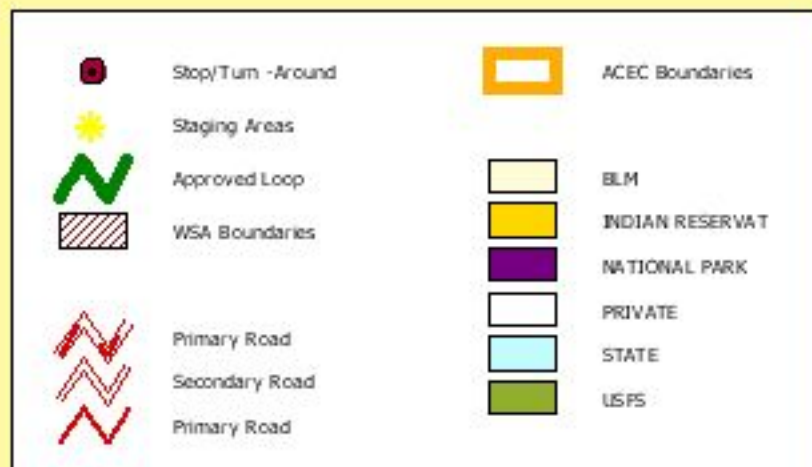 Stop/Turn -Around
Staging Areas
Approved Loop
WSA Boundaries
Primary Road
Secondary Road
Primary Road
ACEC Boundaries
BLM
INDIAN RESERVAT
NATIONAL PARK
PRIVATE
STATE
USFS